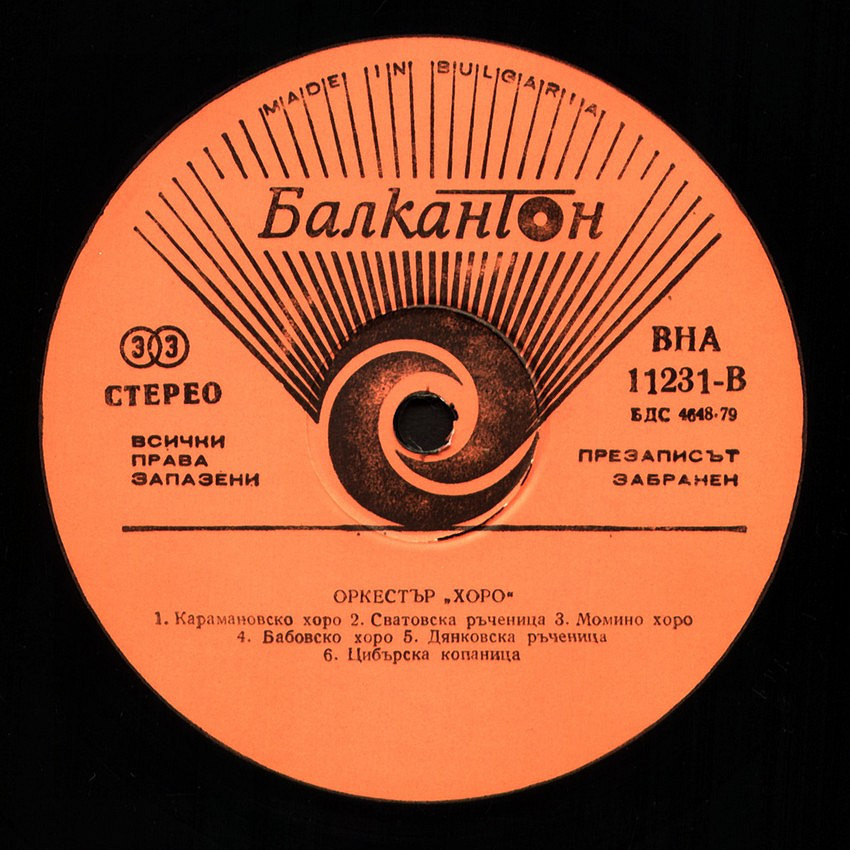 MADE IN BULGARIA
Балкантон
33
СТЕРЕО
ВНА
11231-В
БДС 4648-79
ВСИЧКИ
ПРАВА
ЗАПАЗЕНИ
ПРЕЗАПИСЪТ
ЗАБРАНЕН
ОРКЕСТЪР „ХОРО“
1. Карамановско хоро 2. Сватовска ръченица 3. Момино хоро
4. Бабовско хоро 5. Дянковска ръченица
6. Цибърска копаница